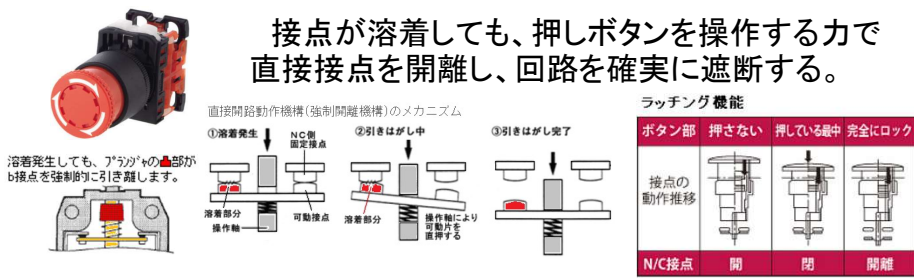 接点が溶着しても、押しボタンを操作する力で
直接接点を開離し、回路を確実に遮断する。
直接開路動作機構(強制開離機構)のメカニズム
①溶着発生
NC側
固定接点
溶着部分
操作軸
可動接点
②引きはがし中
溶着部分
操作軸により
可動片を
直押する
③引きはがし完了
溶着発生しても、プランジャの凸部が
b接点を強制的に引き離します。
ラッチング機能
ボタン部 押さない 押している最中 完全にロック
接点の
動作推移
N/C接点 閉 閉 開離